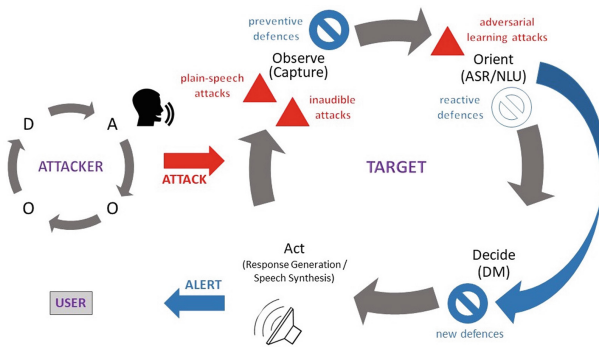 preventive
defences
adversarial
learning attacks
Observe
(Capture)
Orient
(ASR/NLU)
plain-speech
attacks
inaudible
attacks
reactive
defences
D
A
ATTACKER
O
O
ATTACK
TARGET
Act
(Response Generation /
Speech Synthesis)
Decide
(DM)
ALERT
USER
new defences